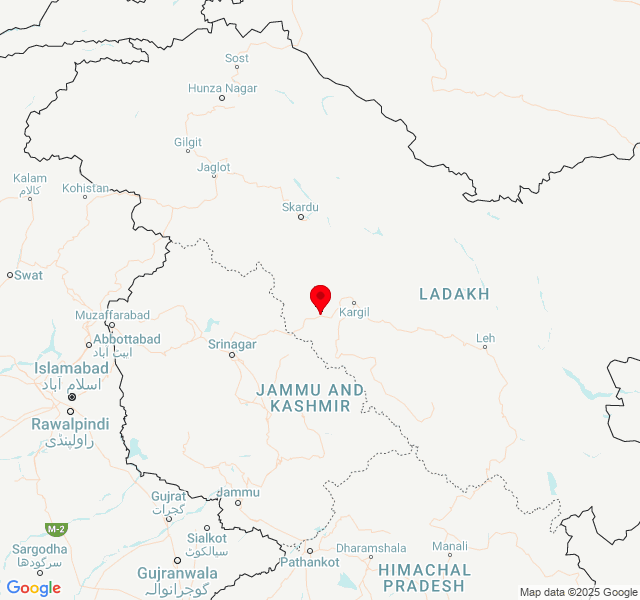 Sost
Hunza Nagar
Gilgit
Jaglot
Kalam
کالام
Kohistan
Skardu
Swat
LADAKH
Muzaffarabad
Kargil
Abbottabad
ایبٹ آباد
Srinagar
Leh
Islamabad
اسلام آباد
JAMMU AND
KASHMIR
Rawalpindi
راولپنڈی
Gujrat
گجرات
Jammu
M-2
Sialkot
سیالکوٹ
Sargodha
سرگودھا
Pathankot
Dharamshala
Manali
Gujranwala
گوجرانوالہ
HIMACHAL
PRADESH
Google
Map data ©2025 Google